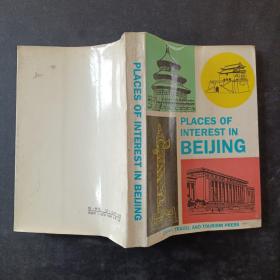 PLACES OF INTEREST IN BEIJING
PLACES OF
INTEREST IN
BEIJING
TRAVEL AND TOURISM PRESS